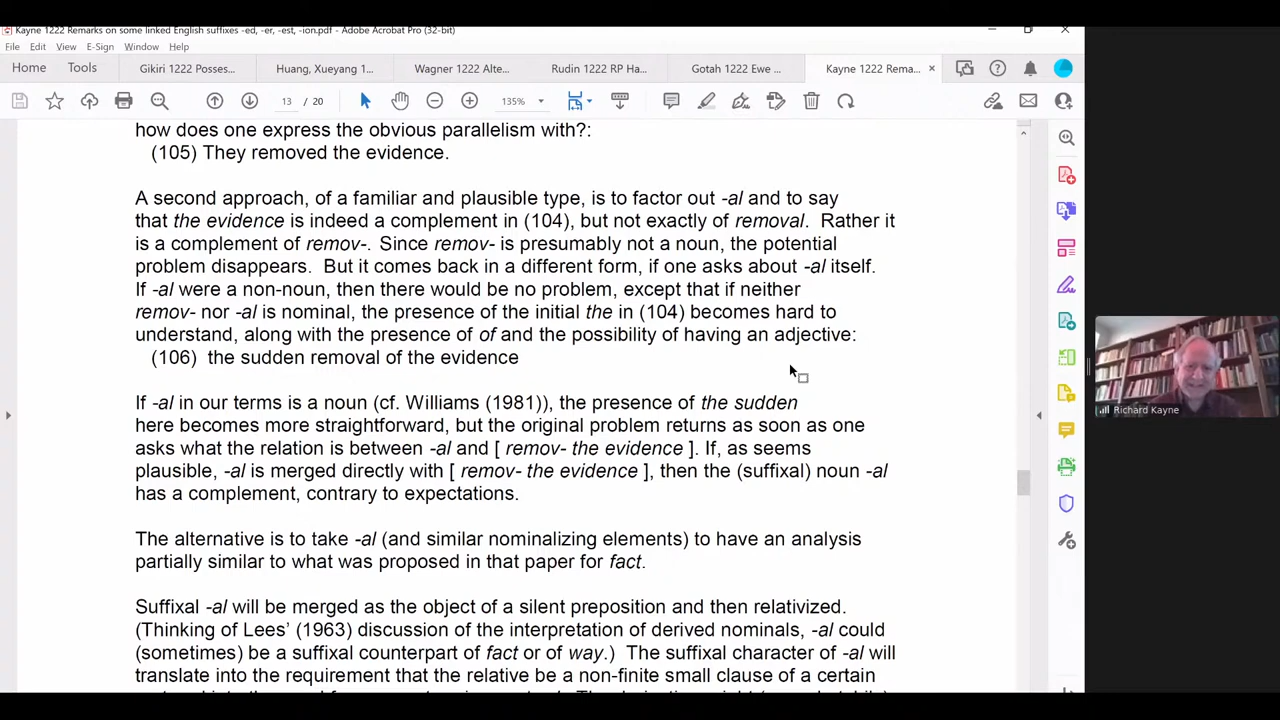 Kayne 1222 Remarks on some linked English suffixes -ed, -er, -est, -ion.pdf - Adobe Acrobat Pro (32-bit)
File Edit View E-Sign Window Help
Home Tools Gikiri 1222 Posses... Huang, Xueyang 1... Wagner 1222 Alte... Rudin 1222 RP Ha... Gotah 1222 Ewe ... Kayne 1222 Rema...
13 / 20 135%
how does one express the obvious parallelism with?:
(105) They removed the evidence.
A second approach, of a familiar and plausible type, is to factor out -al and to say
that the evidence is indeed a complement in (104), but not exactly of removal. Rather it
is a complement of remov-. Since remov- is presumably not a noun, the potential
problem disappears. But it comes back in a different form, if one asks about -al itself.
If -al were a non-noun, then there would be no problem, except that if neither
remov- nor -al is nominal, the presence of the initial the in (104) becomes hard to
understand, along with the presence of of and the possibility of having an adjective:
(106) the sudden removal of the evidence
If -al in our terms is a noun (cf. Williams (1981)), the presence of the sudden
here becomes more straightforward, but the original problem returns as soon as one
asks what the relation is between -al and [ remov- the evidence ]. If, as seems
plausible, -al is merged directly with [ remov- the evidence ], then the (suffixal) noun -al
has a complement, contrary to expectations.
The alternative is to take -al (and similar nominalizing elements) to have an analysis
partially similar to what was proposed in that paper for fact.
Suffixal -al will be merged as the object of a silent preposition and then relativized.
(Thinking of Lees' (1963) discussion of the interpretation of derived nominals, -al could
(sometimes) be a suffixal counterpart of fact or of way.) The suffixal character of -al will
translate into the requirement that the relative be a non-finite small clause of a certain
Richard Kayne